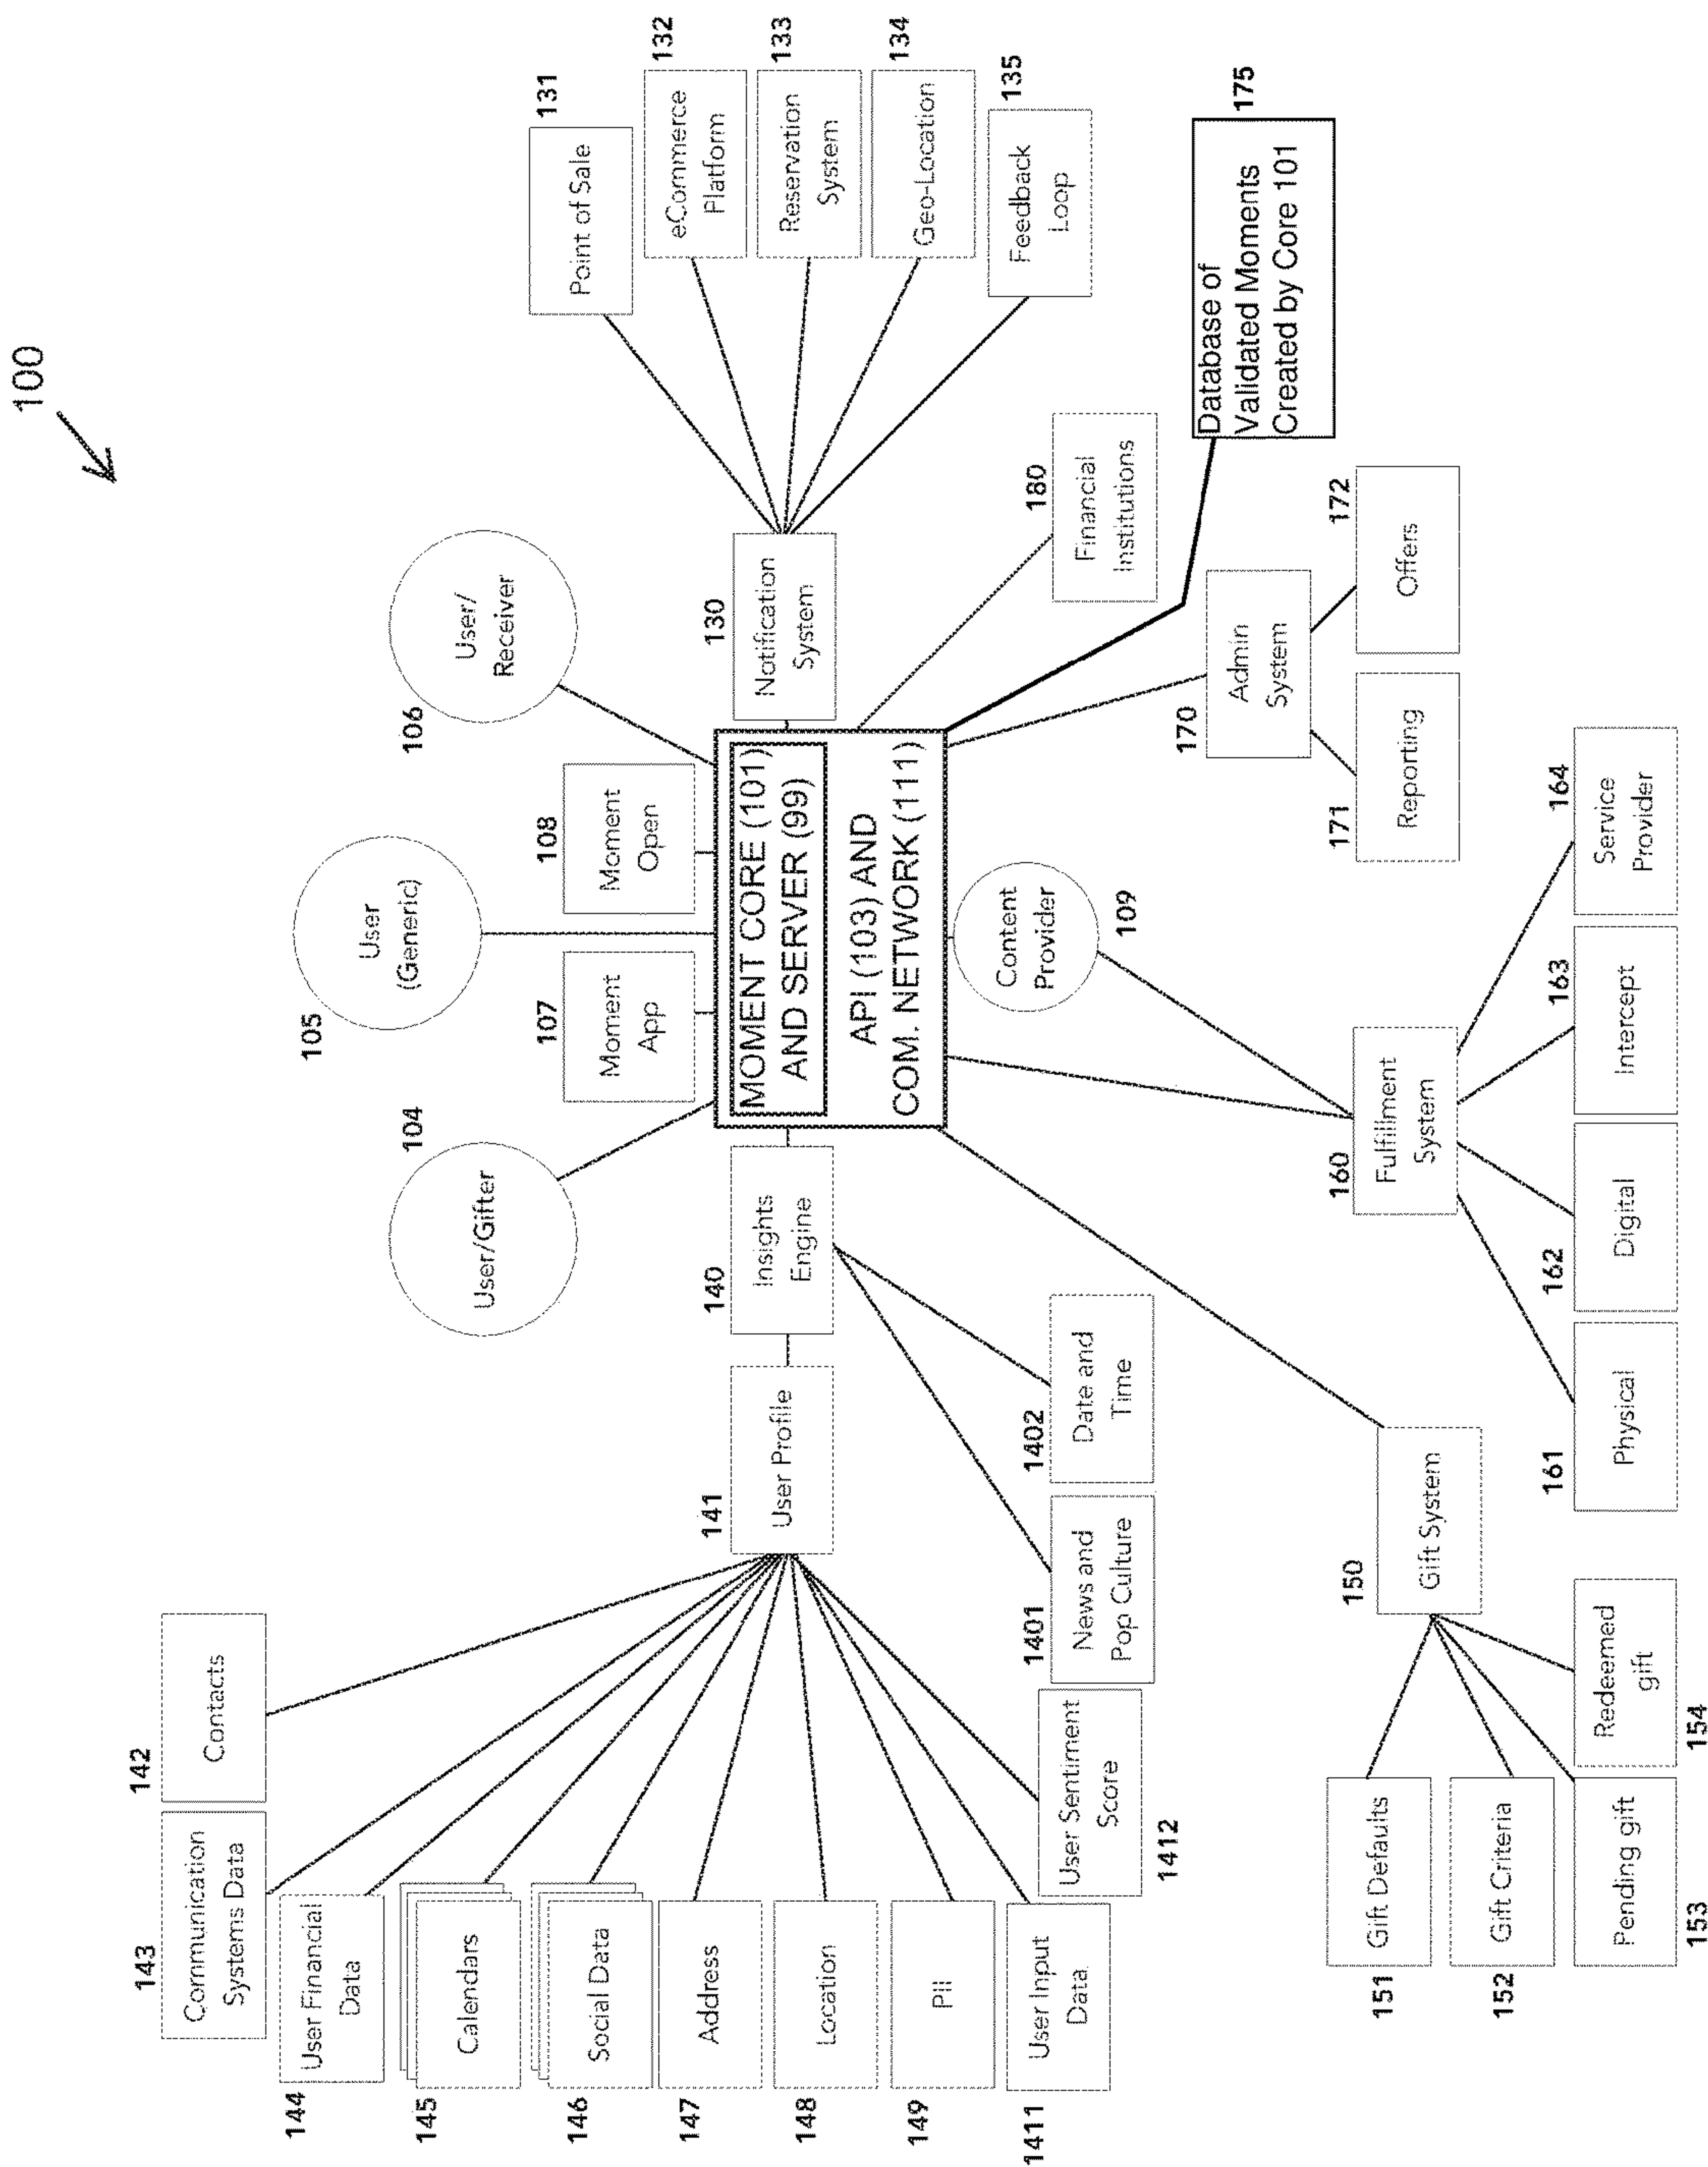 100
142
Contacts
143
Communication
Systems Data
144
User Financial
Data
145
Calendars
146
Social Data
147
Address
148
Location
149
PII
1411
User Input
Data
1412
User Sentiment
Score
141
User Profile
140
Insights
Engine
1401
News and
Pop Culture
1402
Date and
Time
104
User/Gifter
105
User
(Generic)
106
User/
Receiver
107
Moment
App
108
Moment
Open
MOMENT CORE (101)
AND SERVER (99)
API (103) AND
COM. NETWORK (111)
130
Notification
System
131
Point of Sale
132
eCommerce
Platform
133
Reservation
System
134
Geo-Location
135
Feedback
Loop
175
Database of
Validated Moments
Created by Core 101
180
Financial
Institutions
170
Admin
System
171
Reporting
172
Offers
Content
Provider
109
160
Fulfillment
System
161
Physical
162
Digital
163
Intercept
164
Service
Provider
150
Gift System
151
Gift Defaults
152
Gift Criteria
153
Pending gift
154
Redeemed
gift